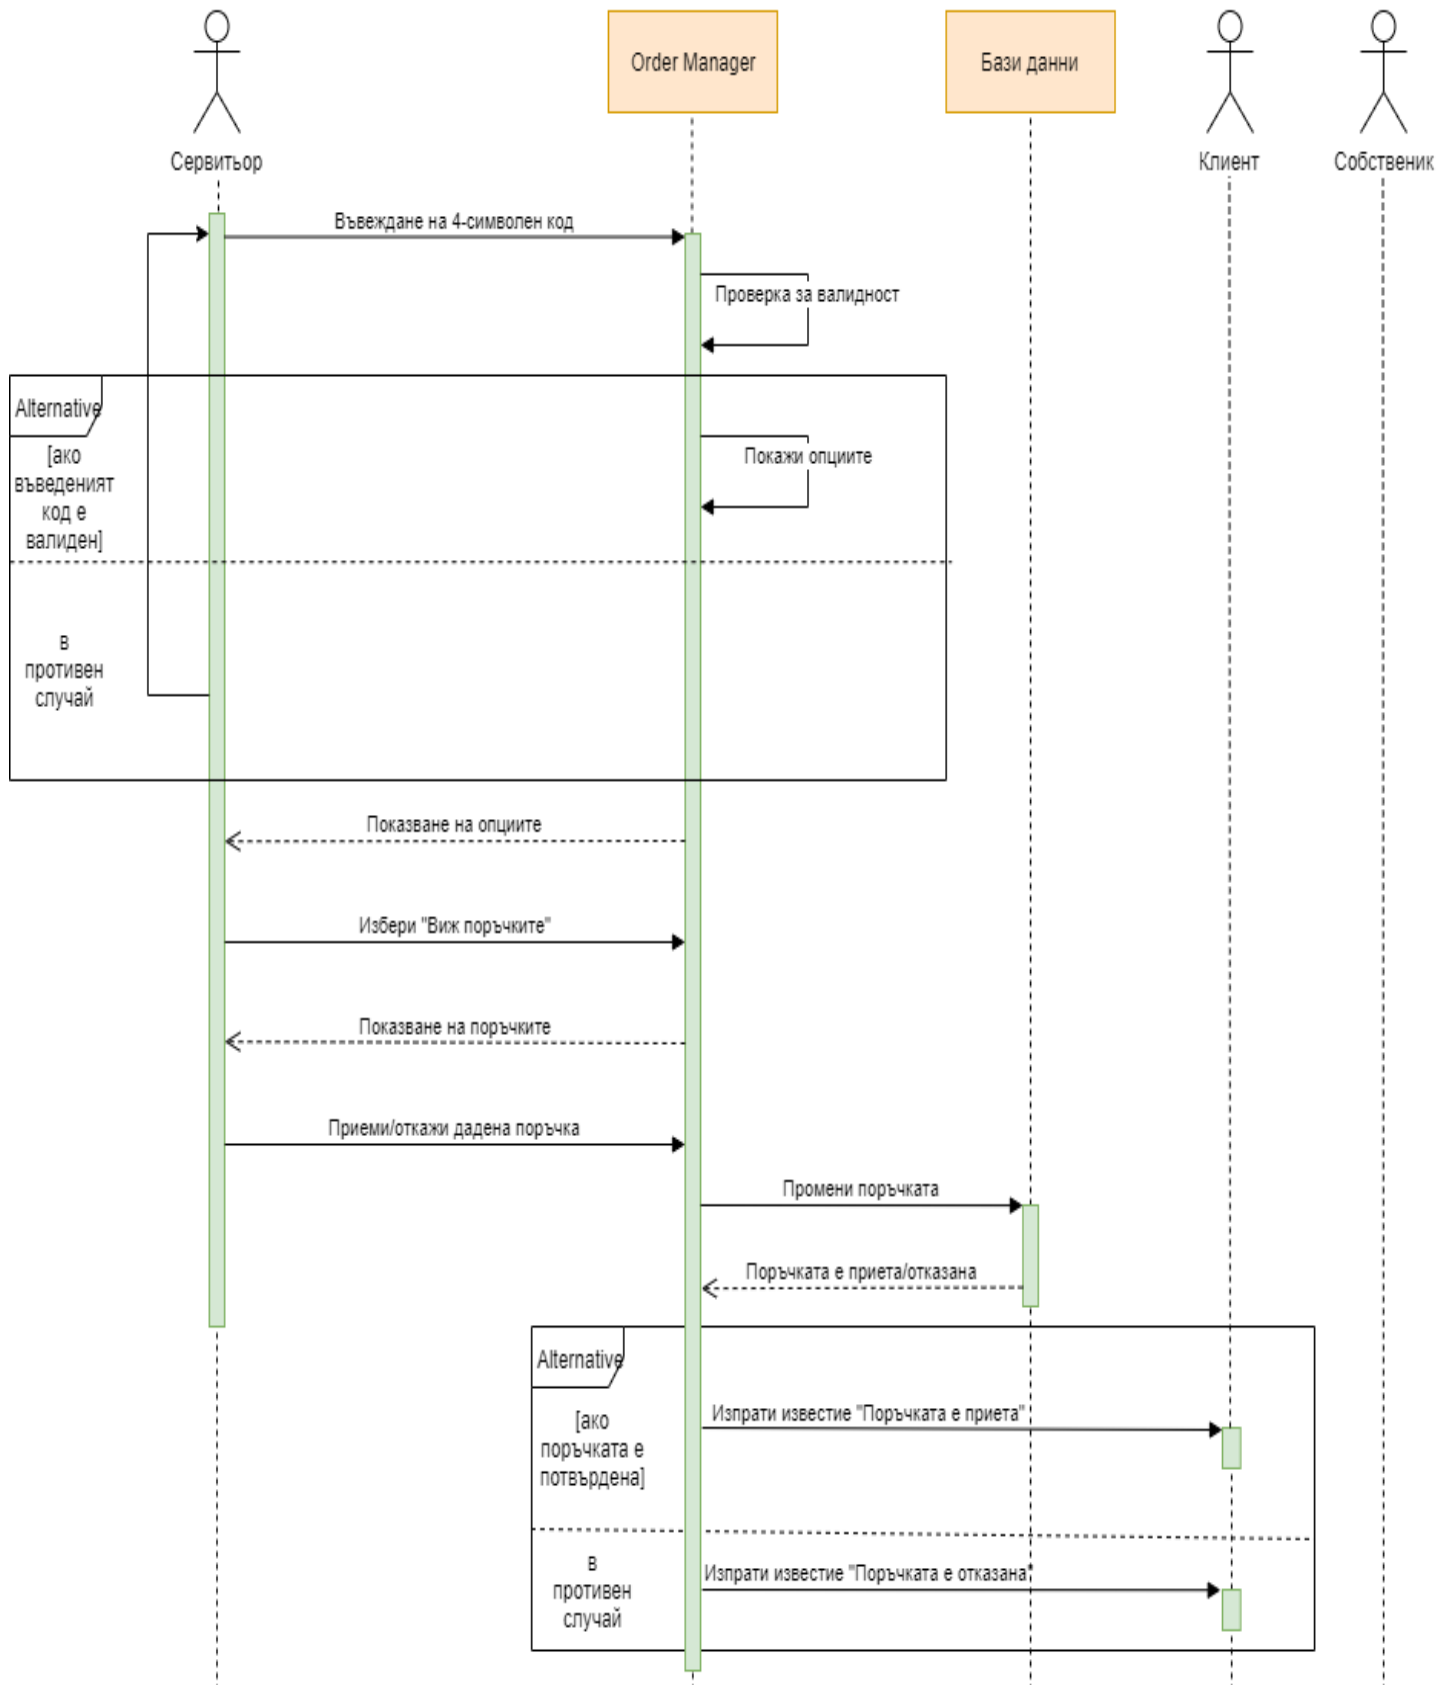 Order Manager
Бази данни
Сервитьор
Клиент
Собственик
Въвеждане на 4-символен код
Проверка за валидност
Alternative
[ако
въведеният
код е
валиден]
Покажи опциите
в
противен
случай
Показване на опциите
Избери "Виж поръчките"
Показване на поръчките
Приеми/откажи дадена поръчка
Промени поръчката
Поръчката е приета/отказана
Alternative
[ако
поръчката е
потвърдена]
Изпрати известие "Поръчката е приета"
в
противен
случай
Изпрати известие "Поръчката е отказана"